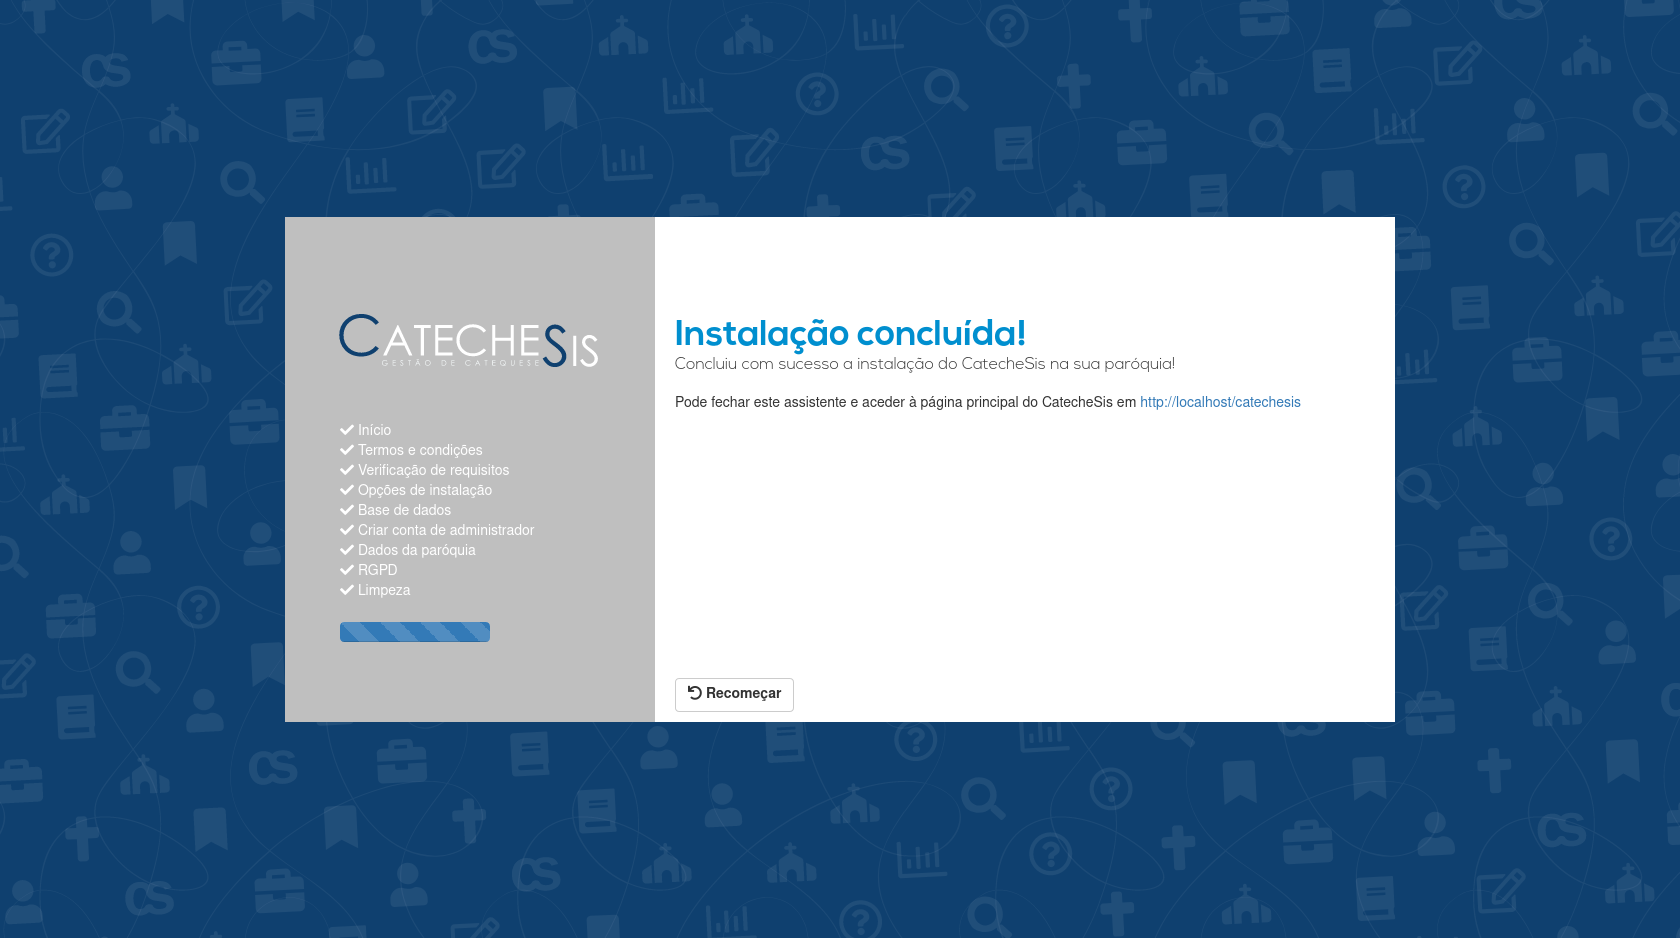 CATECHESIS
GESTÃO DE CATEQUESE
Início
Termos e condições
Verificação de requisitos
Opções de instalação
Base de dados
Criar conta de administrador
Dados da paróquia
RGPD
Limpeza
Instalação concluída!
Concluiu com sucesso a instalação do CatecheSis na sua paróquia!
Pode fechar este assistente e aceder à página principal do CatecheSis em http://localhost/catechesis
Recomeçar